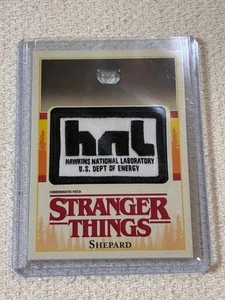 hnl
HAWKINS NATIONAL LABORATORY
U.S. DEPT OF ENERGY
COMMEMORATIVE PATCH
STRANGER
THINGS
SHEPARD